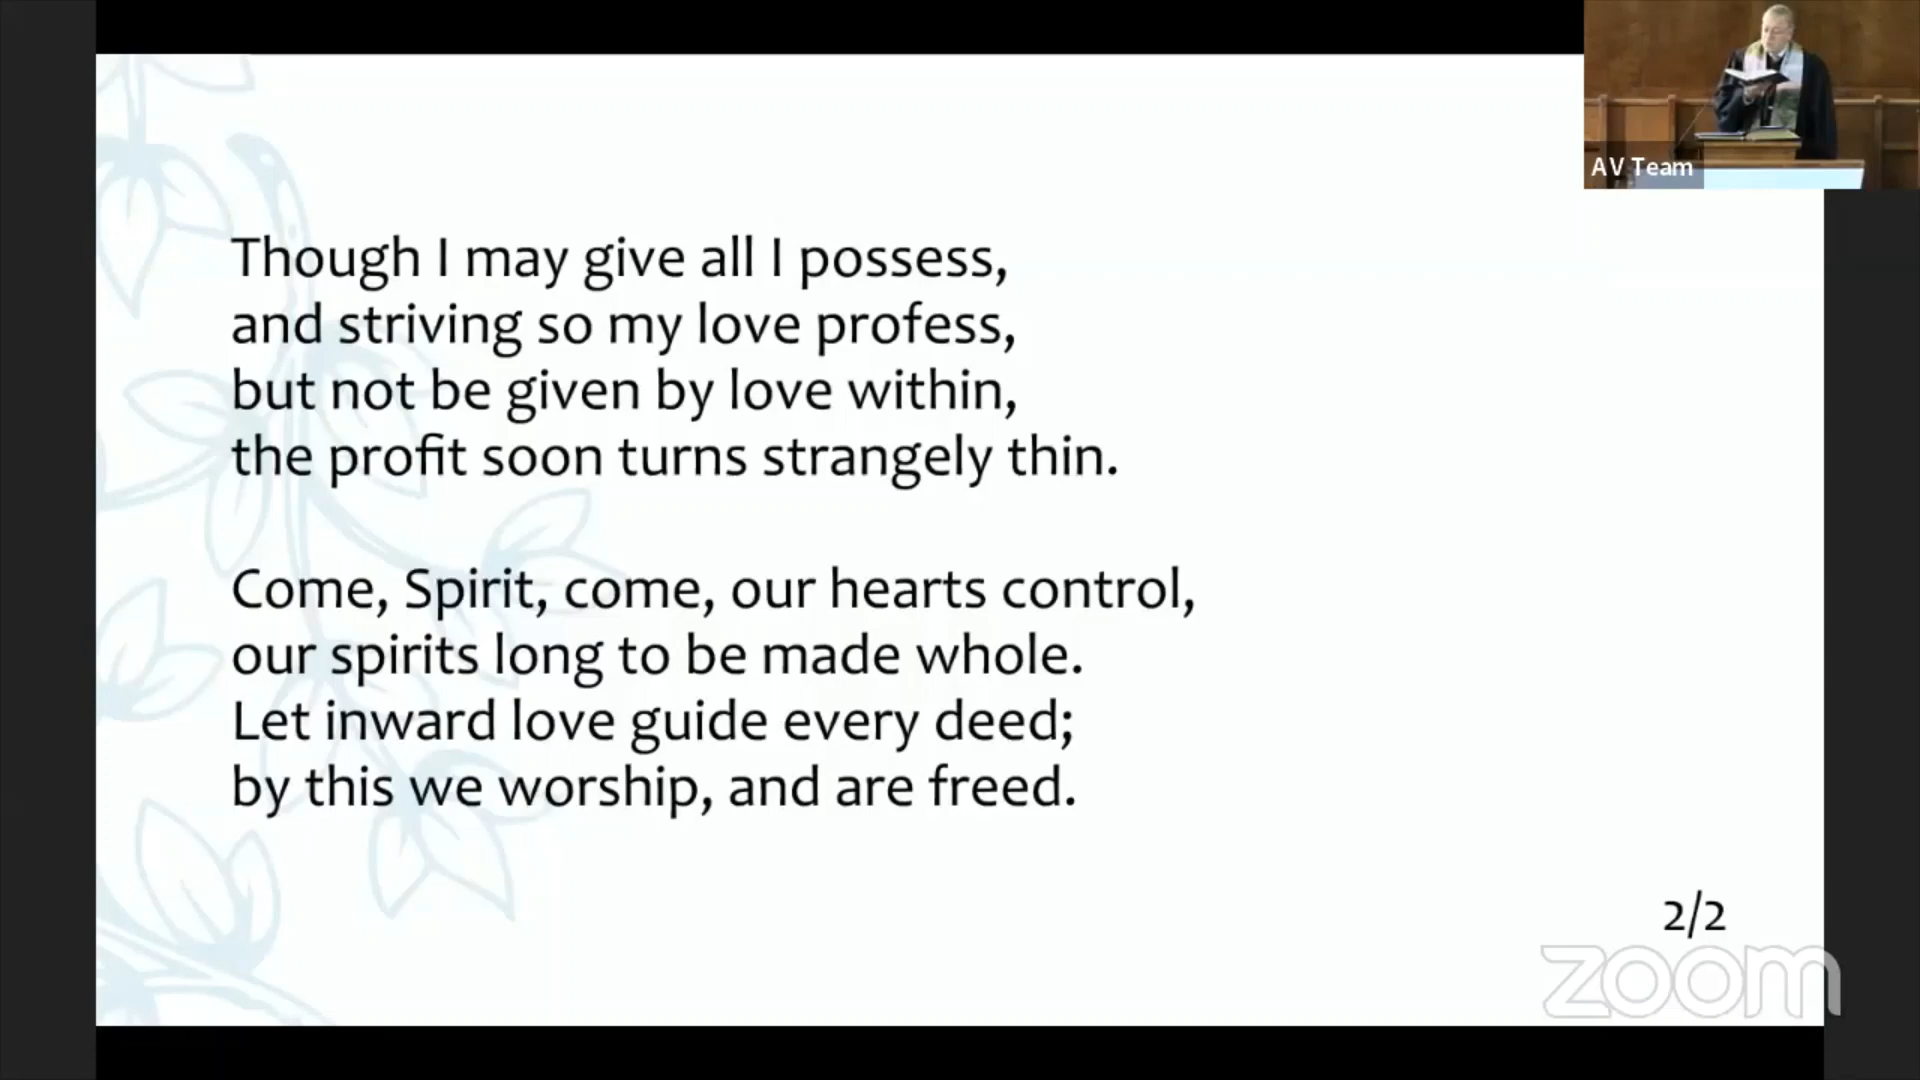 AV Team
Though I may give all I possess,
and striving so my love profess,
but not be given by love within,
the profit soon turns strangely thin.
Come, Spirit, come, our hearts control,
our spirits long to be made whole.
Let inward love guide every deed;
by this we worship, and are freed.
2/2
zoom